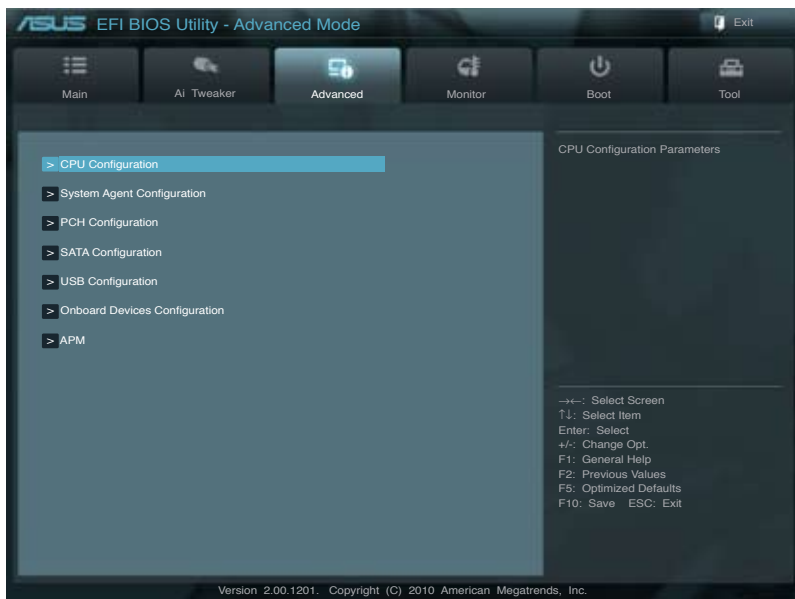 ASUS EFI BIOS Utility - Advanced Mode
Exit
Main
Ai Tweaker
Advanced
Monitor
Boot
Tool
> CPU Configuration
> System Agent Configuration
> PCH Configuration
> SATA Configuration
> USB Configuration
> Onboard Devices Configuration
> APM
CPU Configuration Parameters
→←: Select Screen
↑↓: Select Item
Enter: Select
+/-: Change Opt.
F1: General Help
F2: Previous Values
F5: Optimized Defaults
F10: Save ESC: Exit
Version 2.00.1201. Copyright (C) 2010 American Megatrends, Inc.